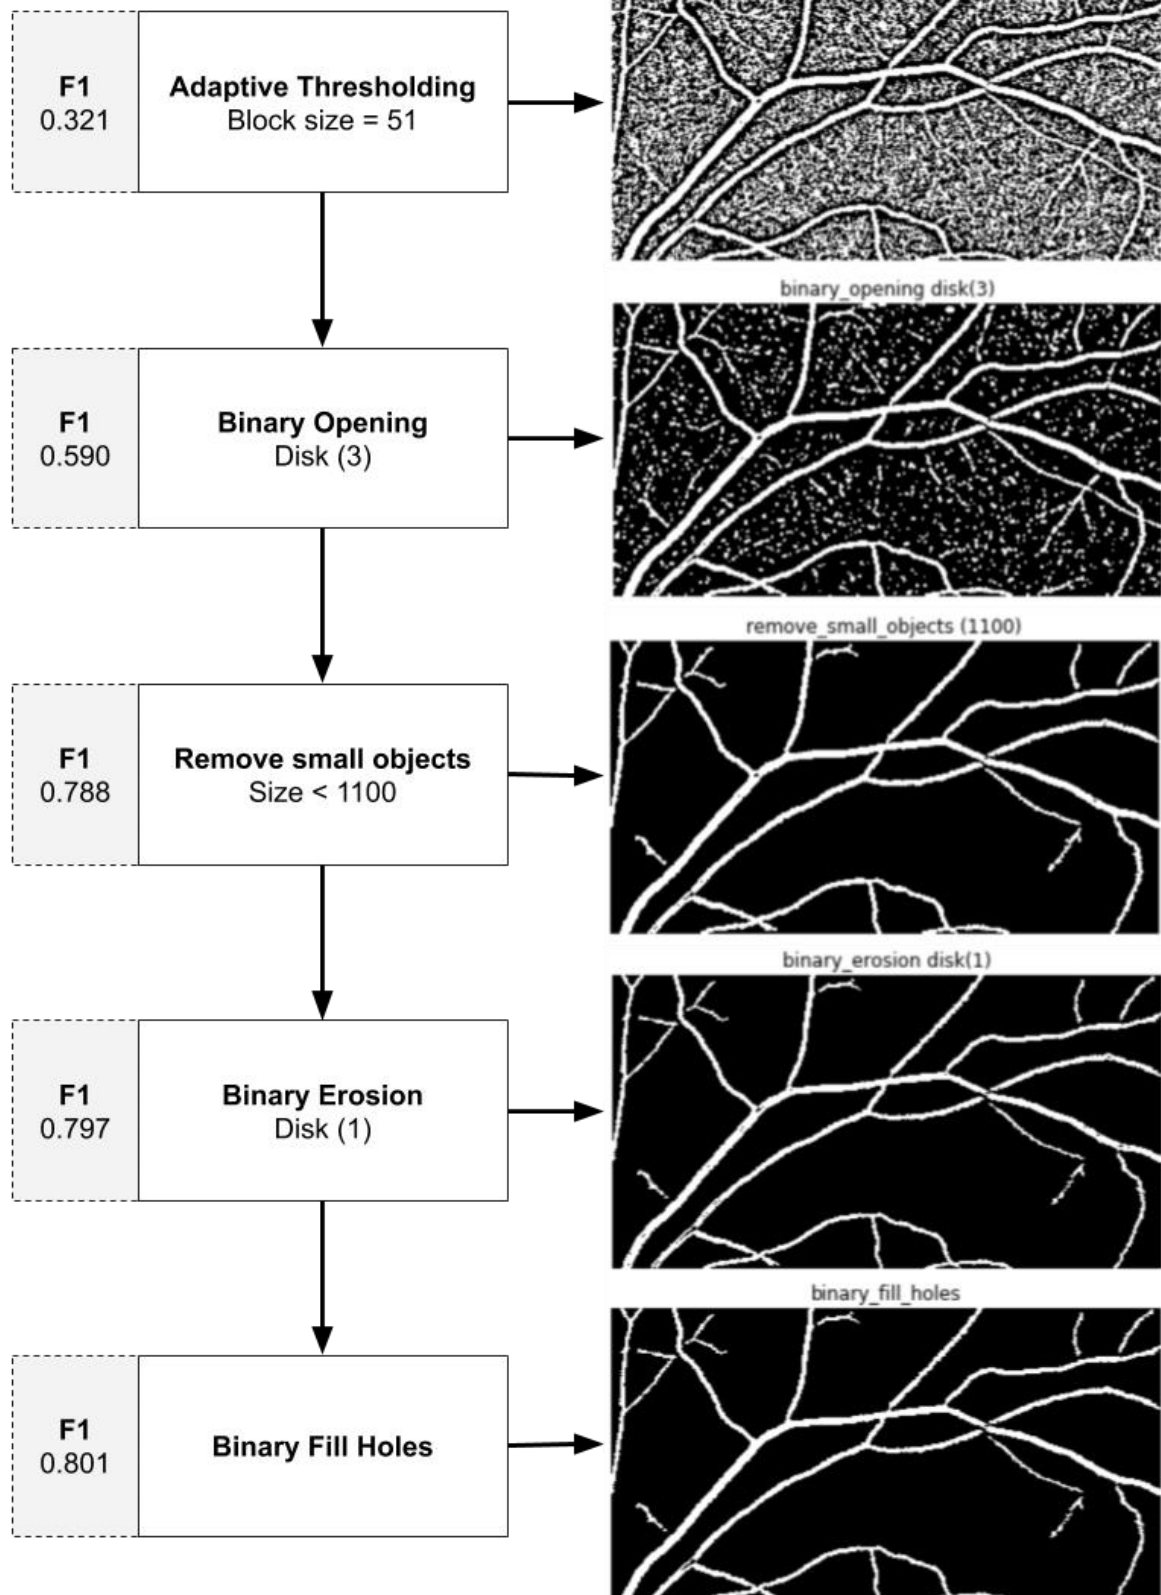 F1
0.321
Adaptive Thresholding
Block size = 51
binary_opening disk(3)
F1
0.590
Binary Opening
Disk (3)
remove_small_objects (1100)
F1
0.788
Remove small objects
Size < 1100
binary_erosion disk(1)
F1
0.797
Binary Erosion
Disk (1)
binary_fill_holes
F1
0.801
Binary Fill Holes